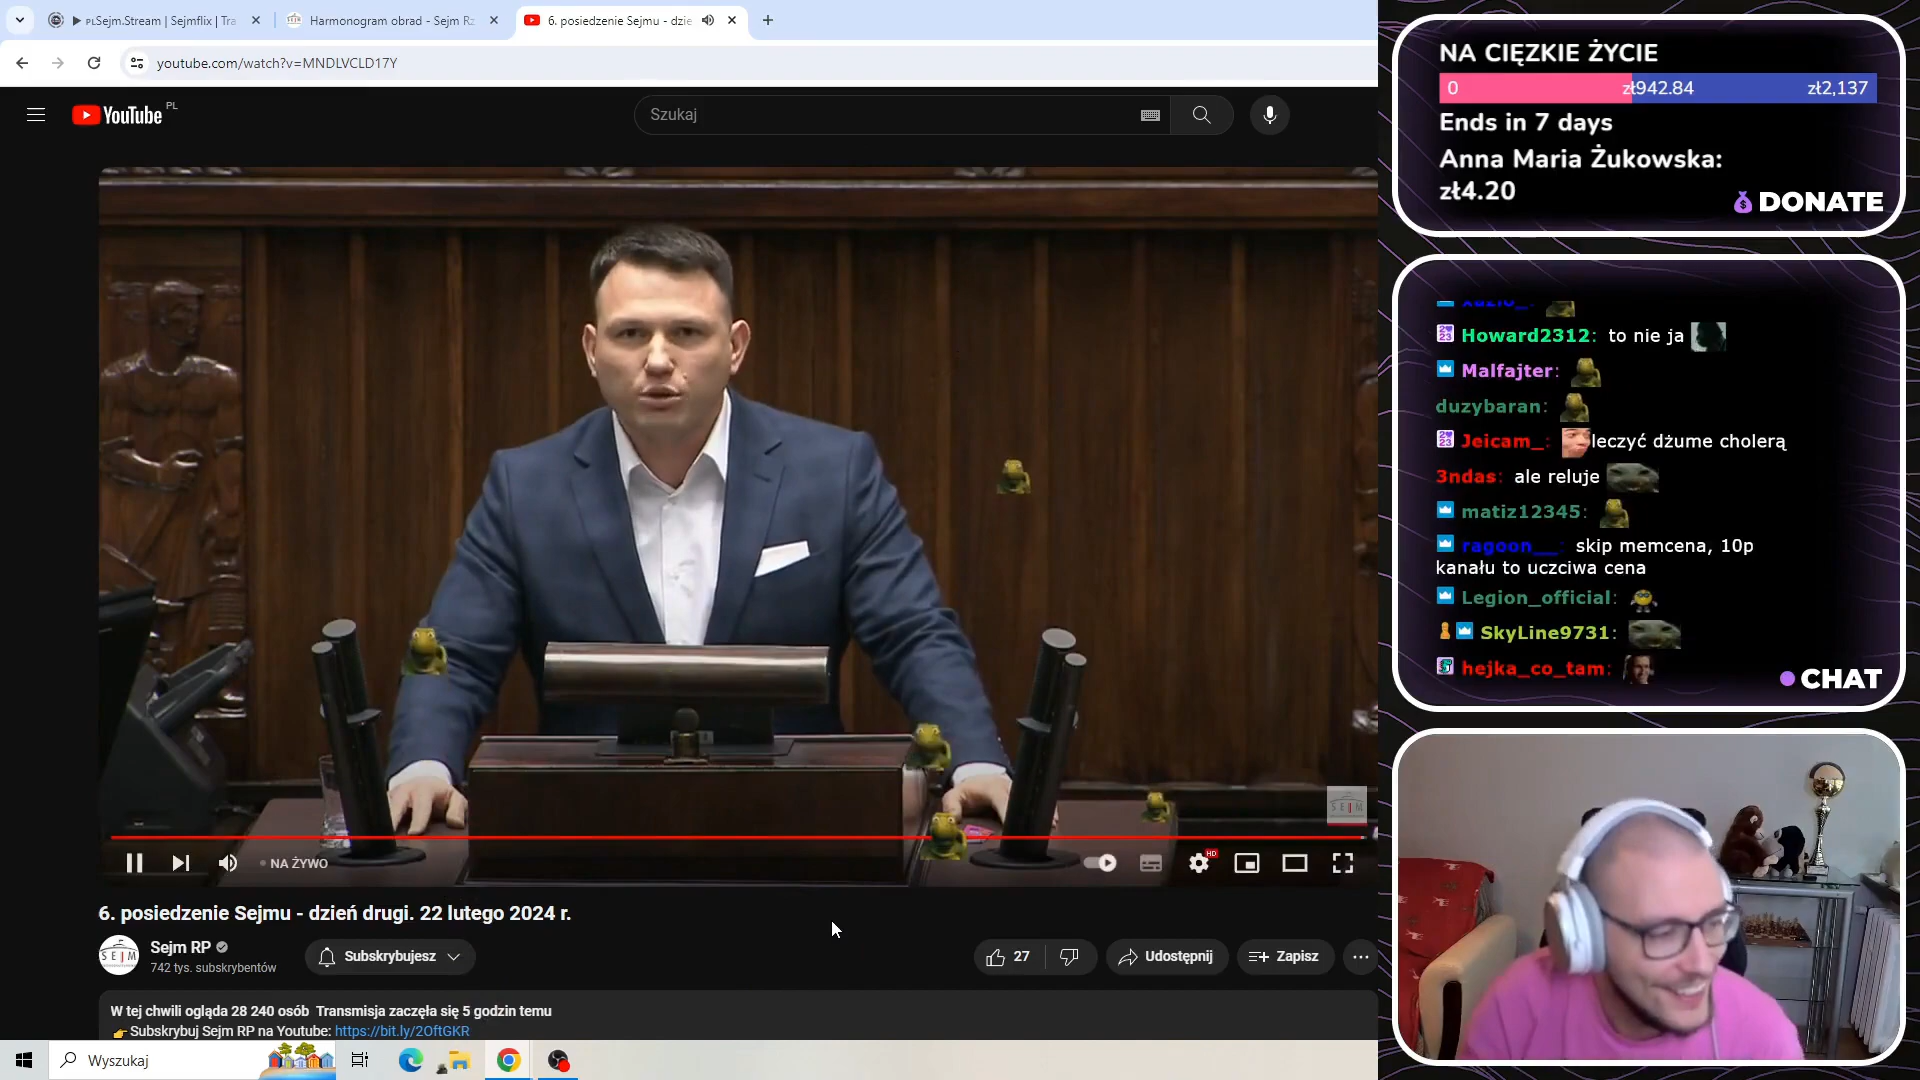 PLSejm.Stream | Sejmflix | Tra
Harmonogram obrad - Sejm Rz
6. posiedzenie Sejmu - dzie
youtube.com/watch?v=MNDLVCLD17Y
YouTube PL
Szukaj
SEJM
NA ŻYWO
HD
6. posiedzenie Sejmu - dzień drugi. 22 lutego 2024 r.
SEJM
Sejm RP
742 tys. subskrybentów
Subskrybujesz
27
Udostępnij
Zapisz
W tej chwili ogląda 28 240 osób Transmisja zaczęła się 5 godzin temu
Subskrybuj Sejm RP na Youtube: https://bit.ly/2OftGKR
Wyszukaj
NA CIĘZKIE ŻYCIE
0 zł942.84 zł2,137
Ends in 7 days
Anna Maria Żukowska:
zł4.20
DONATE
Howard2312: to nie ja
Malfajter:
duzybaran:
Jeicam_: leczyć dżume cholerą
3ndas: ale reluje
matiz12345:
ragoon__: skip memcena, 10p
kanału to uczciwa cena
Legion_official:
SkyLine9731:
hejka_co_tam:
CHAT